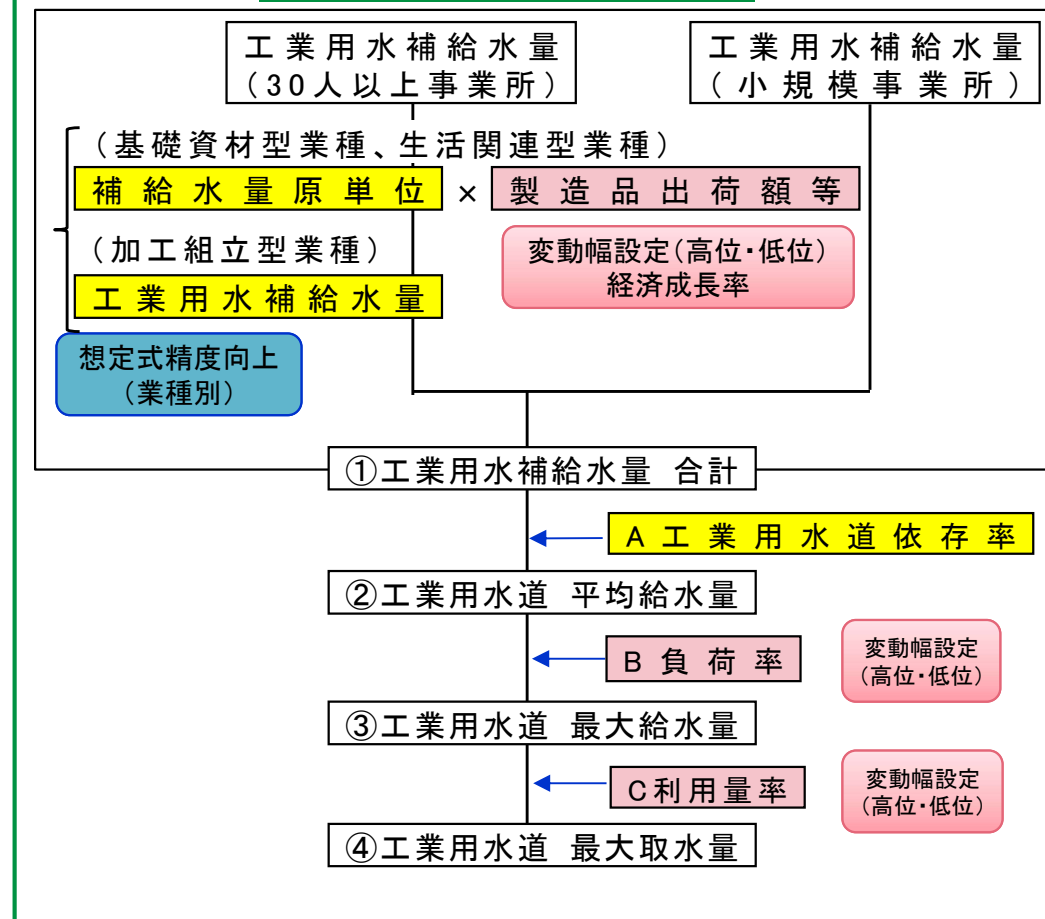 工業用水補給水量
（30人以上事業所）
工業用水補給水量
（小規模事業所）
（基礎資材型業種、生活関連型業種）
補給水量原単位 × 製造品出荷額等
（加工組立型業種）
工業用水補給水量
変動幅設定（高位・低位）
経済成長率
想定式精度向上
（業種別）
①工業用水補給水量 合計
A工業用水道依存率
②工業用水道 平均給水量
B負荷率
変動幅設定
（高位・低位）
③工業用水道 最大給水量
C利用量率
変動幅設定
（高位・低位）
④工業用水道 最大取水量